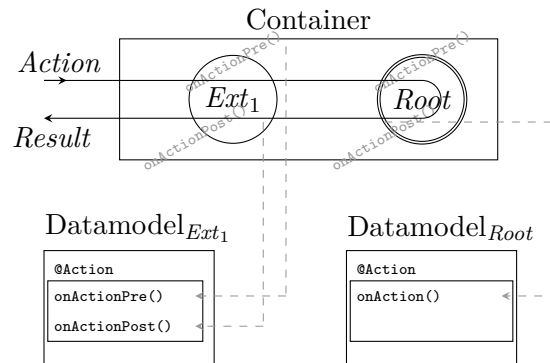 Container
onActionPre()
onActionPre()
Action
Ext1
Root
onActionPost()
onActionPost()
Result
DatamodelExt1
DatamodelRoot
@Action
@Action
onActionPre()
onAction()
onActionPost()